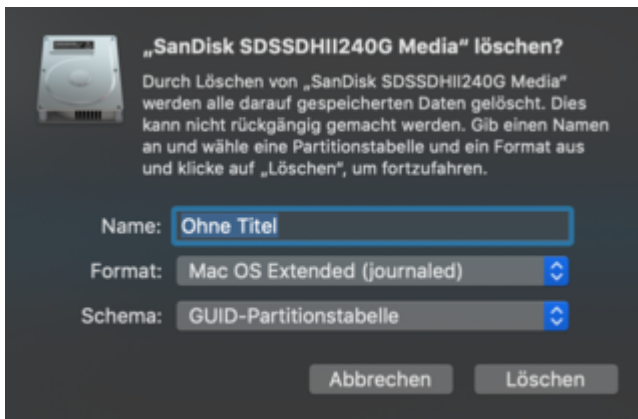 „SanDisk SDSSDHII240G Media“ löschen?
Durch Löschen von „SanDisk SDSSDHII240G Media“
werden alle darauf gespeicherten Daten gelöscht. Dies
kann nicht rückgängig gemacht werden. Gib einen Namen
an und wähle eine Partitionstabelle und ein Format aus
und klicke auf „Löschen“, um fortzufahren.
Name: Ohne Titel
Format: Mac OS Extended (journaled)
Schema: GUID-Partitionstabelle
Abbrechen Löschen